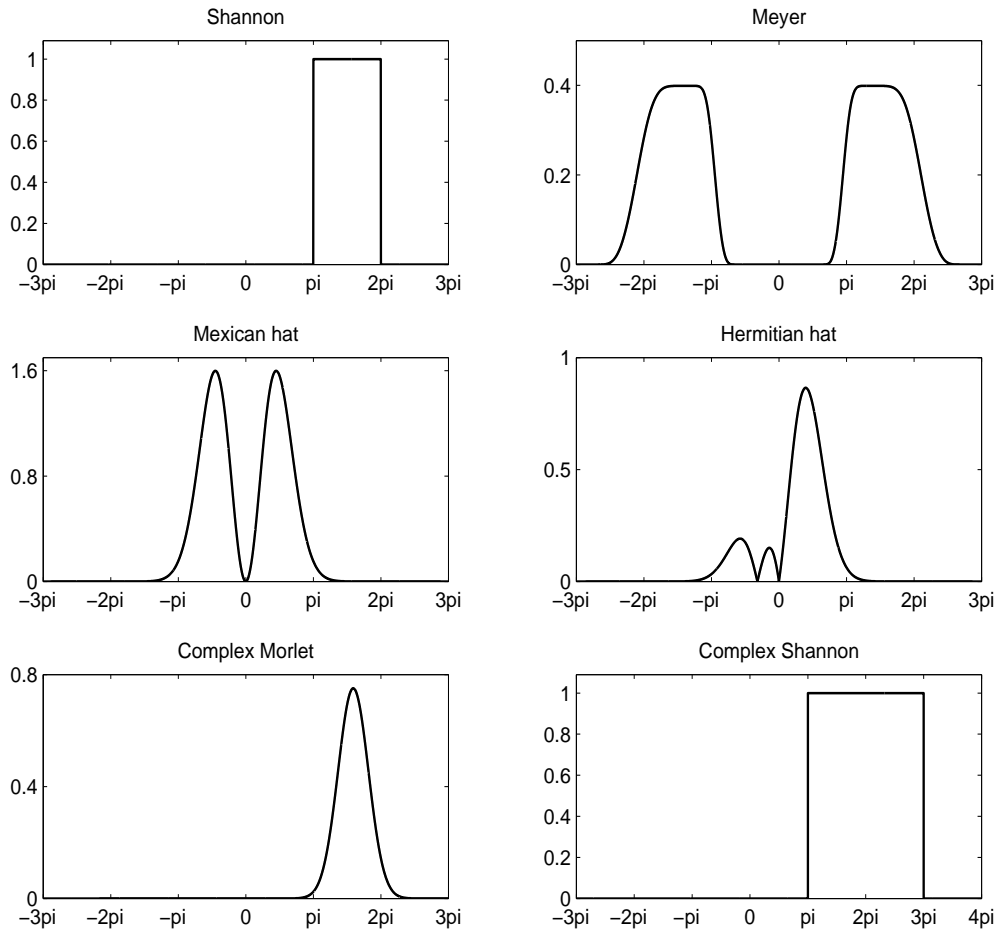 Shannon
1
0.8
0.6
0.4
0.2
0
−3pi −2pi −pi 0 pi 2pi 3pi
Meyer
0.4
0.2
0
−3pi −2pi −pi 0 pi 2pi 3pi
Mexican hat
1.6
0.8
0
−3pi −2pi −pi 0 pi 2pi 3pi
Hermitian hat
1
0.5
0
−3pi −2pi −pi 0 pi 2pi 3pi
Complex Morlet
0.8
0.4
0
−3pi −2pi −pi 0 pi 2pi 3pi
Complex Shannon
1
0.8
0.6
0.4
0.2
0
−3pi −2pi −pi 0 pi 2pi 3pi 4pi